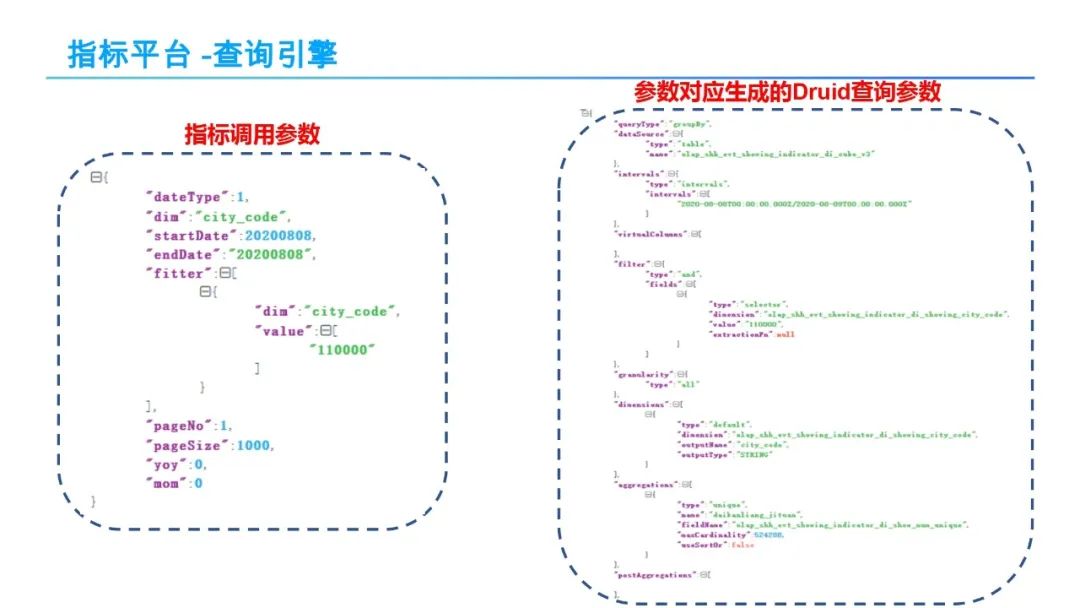 指标平台 -查询引擎
指标调用参数
{
"dateType":1,
"dim":"city_code",
"startDate":20200808,
"endDate":"20200808",
"fitter":[
{
"dim":"city_code",
"value":[
"110000"
]
}
],
"pageNo":1,
"pageSize":1000,
"yoy":0,
"mom":0
}
参数对应生成的Druid查询参数
{
"queryType":"groupBy",
"dataSource":{
"type":"table",
"name":"olap_shh_evt_showing_indicator_di_cube_v3"
},
"intervals":{
"type":"intervals",
"intervals":[
"2020-08-08T00:00:00.000Z/2020-08-09T00:00:00.000Z"
]
},
"virtualColumns":[
],
"filter":{
"type":"and",
"fields":[
{
"type":"selector",
"dimension":"olap_shh_evt_showing_indicator_di_showing_city_code",
"value":"110000",
"extractionFn":null
}
]
},
"granularity":{
"type":"all"
},
"dimensions":[
{
"type":"default",
"dimension":"olap_shh_evt_showing_indicator_di_showing_city_code",
"outputName":"city_code",
"outputType":"STRING"
}
],
"aggregations":[
{
"type":"unique",
"name":"daikanliang_jituan",
"fieldName":"olap_shh_evt_showing_indicator_di_show_num_unique",
"maxCardinality":524288,
"useSortOr":false
}
],
"postAggregations":[
],